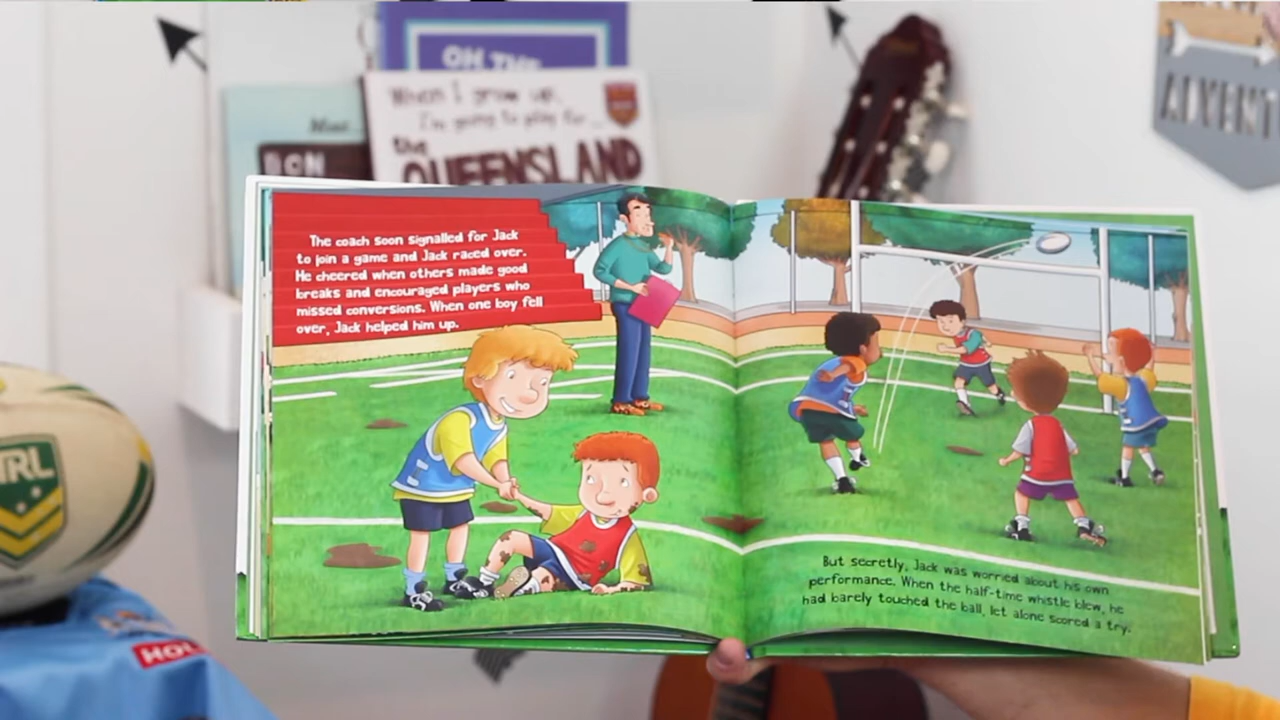 ON THE
When I grow up,
I'm going to play for...
the
QUEENSLAND
ADVENT
The coach soon signalled for Jack
to join a game and Jack raced over.
He cheered when others made good
breaks and encouraged players who
missed conversions. When one boy fell
over, Jack helped him up.
But secretly, Jack was worried about his own
performance. When the half-time whistle blew, he
had barely touched the ball, let alone scored a try.
NRL
HOL